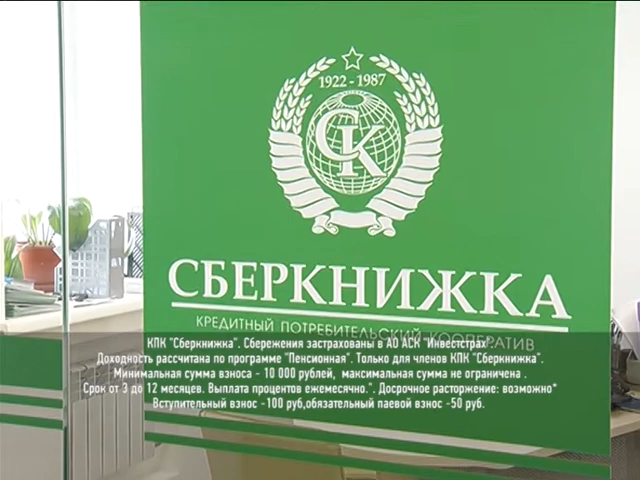 1922 - 1987
СК
СБЕРКНИЖКА
КРЕДИТНЫЙ ПОТРЕБИТЕЛЬСКИЙ КООПЕРАТИВ
КПК "Сберкнижка". Сбережения застрахованы в АО АСК "Инвестстрах".
Доходность рассчитана по программе "Пенсионная". Только для членов КПК "Сберкнижка".
Минимальная сумма взноса - 10 000 рублей, максимальная сумма не ограничена .
Срок от 3 до 12 месяцев. Выплата процентов ежемесячно.". Досрочное расторжение: возможно*
Вступительный взнос -100 руб,обязательный паевой взнос -50 руб.